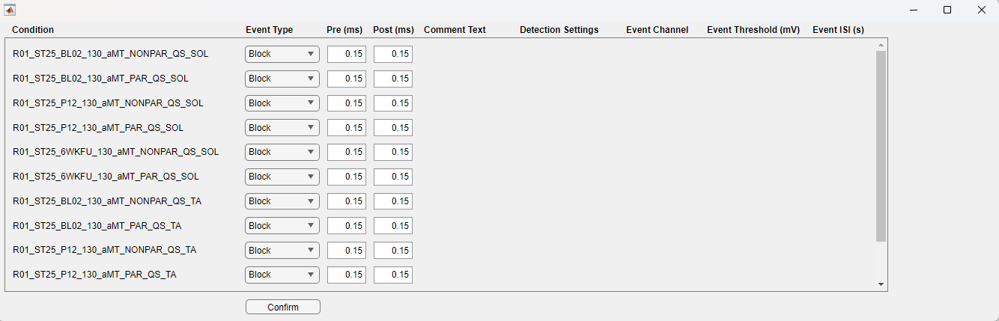 Condition Event Type Pre (ms) Post (ms) Comment Text Detection Settings Event Channel Event Threshold (mV) Event ISI (s)
R01_ST25_BL02_130_aMT_NONPAR_QS_SOL Block 0.15 0.15
R01_ST25_BL02_130_aMT_PAR_QS_SOL Block 0.15 0.15
R01_ST25_P12_130_aMT_NONPAR_QS_SOL Block 0.15 0.15
R01_ST25_P12_130_aMT_PAR_QS_SOL Block 0.15 0.15
R01_ST25_6WKFU_130_aMT_NONPAR_QS_SOL Block 0.15 0.15
R01_ST25_6WKFU_130_aMT_PAR_QS_SOL Block 0.15 0.15
R01_ST25_BL02_130_aMT_NONPAR_QS_TA Block 0.15 0.15
R01_ST25_BL02_130_aMT_PAR_QS_TA Block 0.15 0.15
R01_ST25_P12_130_aMT_NONPAR_QS_TA Block 0.15 0.15
R01_ST25_P12_130_aMT_PAR_QS_TA Block 0.15 0.15
Confirm